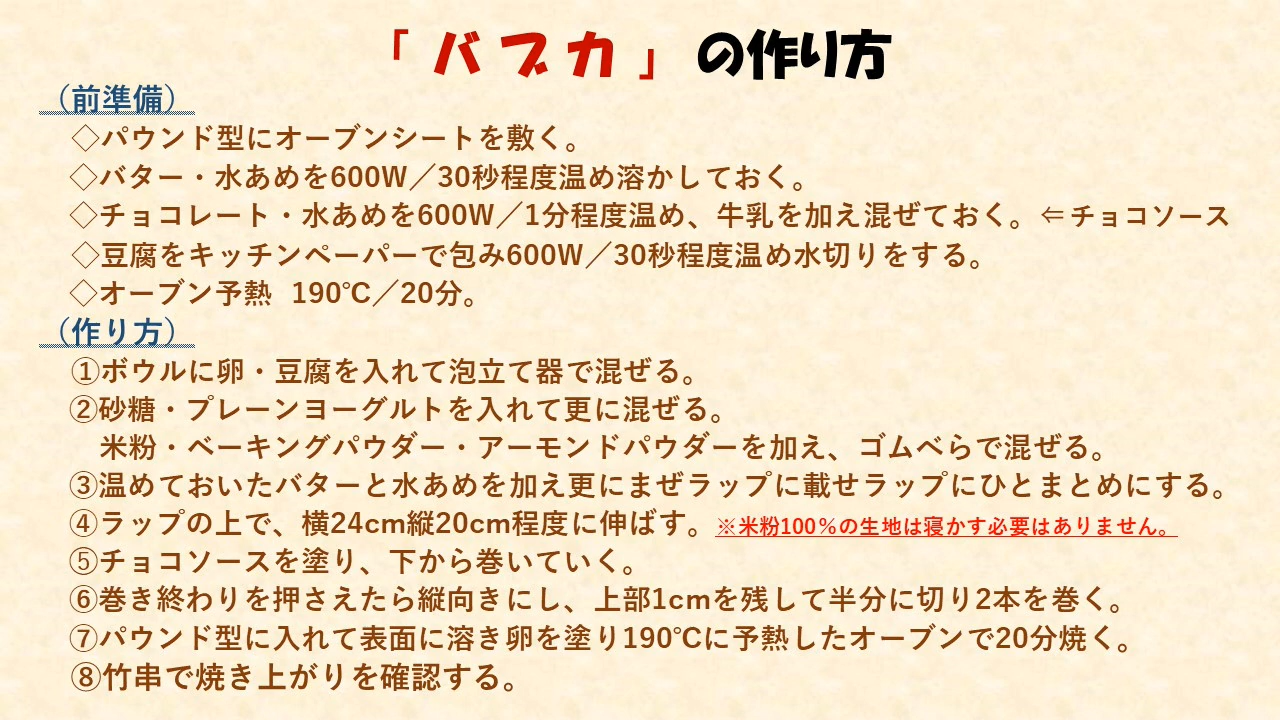 「バブカ」の作り方
（前準備）
◇パウンド型にオーブンシートを敷く。
◇バター・水あめを600W／30秒程度温め溶かしておく。
◇チョコレート・水あめを600W／1分程度温め、牛乳を加え混ぜておく。⇐チョコソース
◇豆腐をキッチンペーパーで包み600W／30秒程度温め水切りをする。
◇オーブン予熱 190℃／20分。
（作り方）
①ボウルに卵・豆腐を入れて泡立て器で混ぜる。
②砂糖・プレーンヨーグルトを入れて更に混ぜる。
米粉・ベーキングパウダー・アーモンドパウダーを加え、ゴムべらで混ぜる。
③温めておいたバターと水あめを加え更にまぜラップに載せラップにひとまとめにする。
④ラップの上で、横24cm縦20cm程度に伸ばす。※米粉100％の生地は寝かす必要はありません。
⑤チョコソースを塗り、下から巻いていく。
⑥巻き終わりを押さえたら縦向きにし、上部1cmを残して半分に切り2本を巻く。
⑦パウンド型に入れて表面に溶き卵を塗り190℃に予熱したオーブンで20分焼く。
⑧竹串で焼き上がりを確認する。